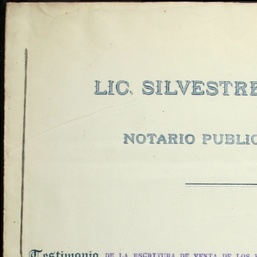 LIC. SILVESTRE
NOTARIO PUBLIC
Testimonio DE LA ESCRITURA DE VENTA DE LOS